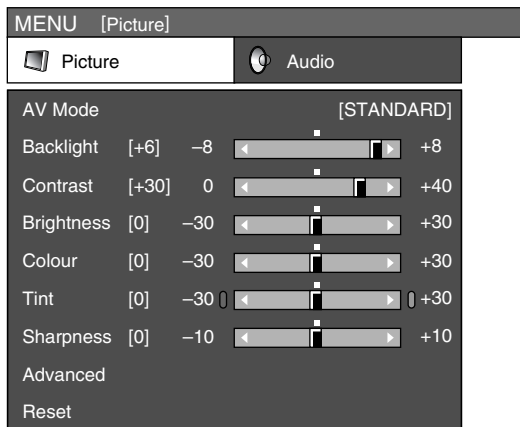 MENU [Picture]
Picture Audio
AV Mode [STANDARD]
Backlight [+6] –8 +8
Contrast [+30] 0 +40
Brightness [0] –30 +30
Colour [0] –30 +30
Tint [0] –30 +30
Sharpness [0] –10 +10
Advanced
Reset